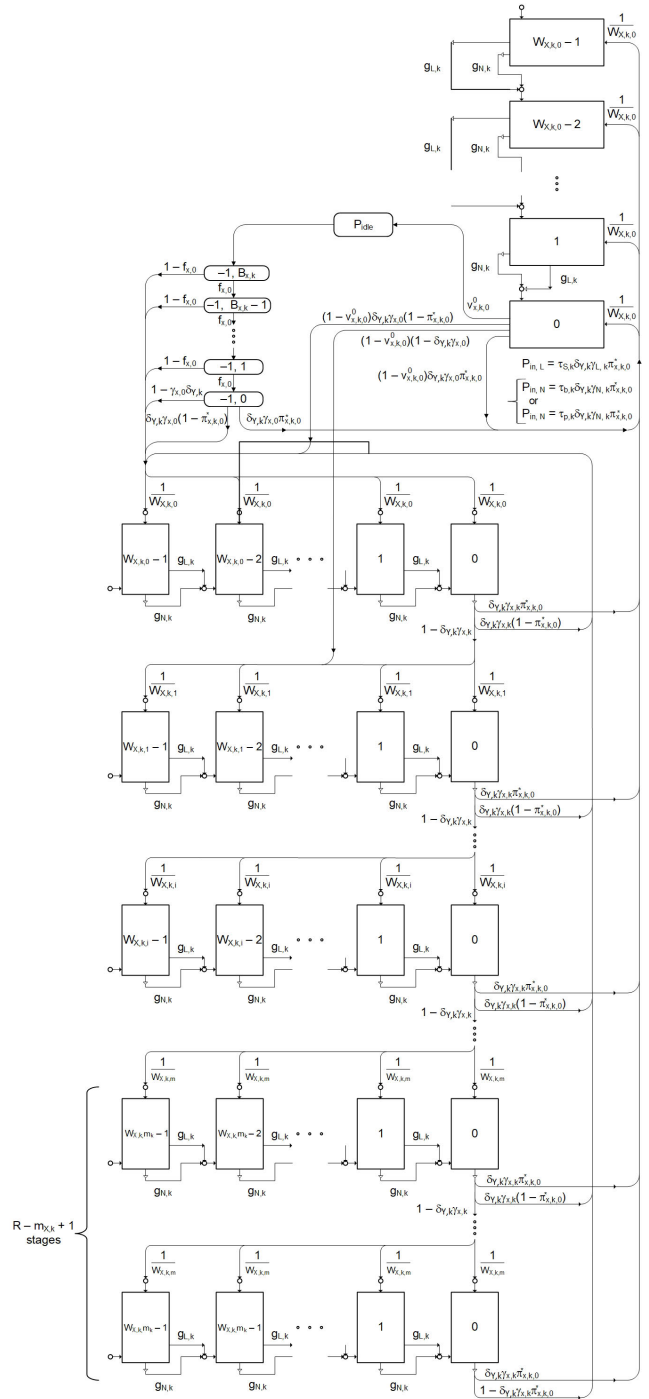 1/W_{X,k,0}
W_{X,k,0} – 1
g_{L,k}
g_{N,k}
1/W_{X,k,0}
W_{X,k,0} – 2
g_{L,k}
g_{N,k}
1/W_{X,k,0}
1
g_{N,k}
g_{L,k}
P_{idle}
1 – f_{x,0}
–1, B_{x,k}
f_{x,0}
–1, B_{x,k} – 1
f_{x,0}
1 – f_{x,0}
–1, 1
f_{x,0}
1 – γ_{x,0}δ_{Y,k}
–1, 0
v^0_{x,k,0}
1/W_{X,k,0}
0
(1 – v^0_{x,k,0})δ_{Y,k}γ_{x,0}(1 – π*_{x,k,0})
(1 – v^0_{x,k,0})(1 – δ_{Y,k}γ_{x,0})
(1 – v^0_{x,k,0})δ_{Y,k}γ_{x,0}π*_{x,k,0}
P_{in, L} = τ_{S,k}δ_{Y,k}γ_{L, k}π*_{x,k,0}
P_{in, N} = τ_{b,k}δ_{Y,k}γ_{N, k}π*_{x,k,0}
or
P_{in, N} = τ_{p,k}δ_{Y,k}γ_{N, k}π*_{x,k,0}
δ_{Y,k}γ_{x,0}(1 – π*_{x,k,0}) δ_{Y,k}γ_{x,0}π*_{x,k,0}
1/W_{X,k,0} 1/W_{X,k,0} 1/W_{X,k,0} 1/W_{X,k,0}
W_{X,k,0} – 1 g_{L,k} W_{X,k,0} – 2 g_{L,k} 1 g_{L,k} 0
g_{N,k} g_{N,k} g_{N,k}
δ_{Y,k}γ_{x,k}π*_{x,k,0}
δ_{Y,k}γ_{x,k}(1 – π*_{x,k,0})
1 – δ_{Y,k}γ_{x,k}
1/W_{X,k,1} 1/W_{X,k,1} 1/W_{X,k,1} 1/W_{X,k,1}
W_{X,k,1} – 1 g_{L,k} W_{X,k,1} – 2 g_{L,k} 1 g_{L,k} 0
g_{N,k} g_{N,k} g_{N,k}
δ_{Y,k}γ_{x,k}π*_{x,k,0}
δ_{Y,k}γ_{x,k}(1 – π*_{x,k,0})
1 – δ_{Y,k}γ_{x,k}
1/W_{X,k,i} 1/W_{X,k,i} 1/W_{X,k,i} 1/W_{X,k,i}
W_{X,k,i} – 1 g_{L,k} W_{X,k,i} – 2 g_{L,k} 1 g_{L,k} 0
g_{N,k} g_{N,k} g_{N,k}
δ_{Y,k}γ_{x,k}π*_{x,k,0}
δ_{Y,k}γ_{x,k}(1 – π*_{x,k,0})
1 – δ_{Y,k}γ_{x,k}
1/W_{X,k,m} 1/W_{X,k,m} 1/W_{X,k,m} 1/W_{X,k,m}
W_{X,k,m_k} – 1 g_{L,k} W_{X,k,m_k} – 2 g_{L,k} 1 g_{L,k} 0
g_{N,k} g_{N,k} g_{N,k}
δ_{Y,k}γ_{x,k}π*_{x,k,0}
δ_{Y,k}γ_{x,k}(1 – π*_{x,k,0})
1 – δ_{Y,k}γ_{x,k}
R – m_{X,k} + 1
stages
1/W_{X,k,m} 1/W_{X,k,m} 1/W_{X,k,m} 1/W_{X,k,m}
W_{X,k,m_k} – 1 g_{L,k} W_{X,k,m_k} – 1 g_{L,k} 1 g_{L,k} 0
g_{N,k} g_{N,k} g_{N,k}
δ_{Y,k}γ_{x,k}π*_{x,k,0}
1 – δ_{Y,k}γ_{x,k}π*_{x,k,0}